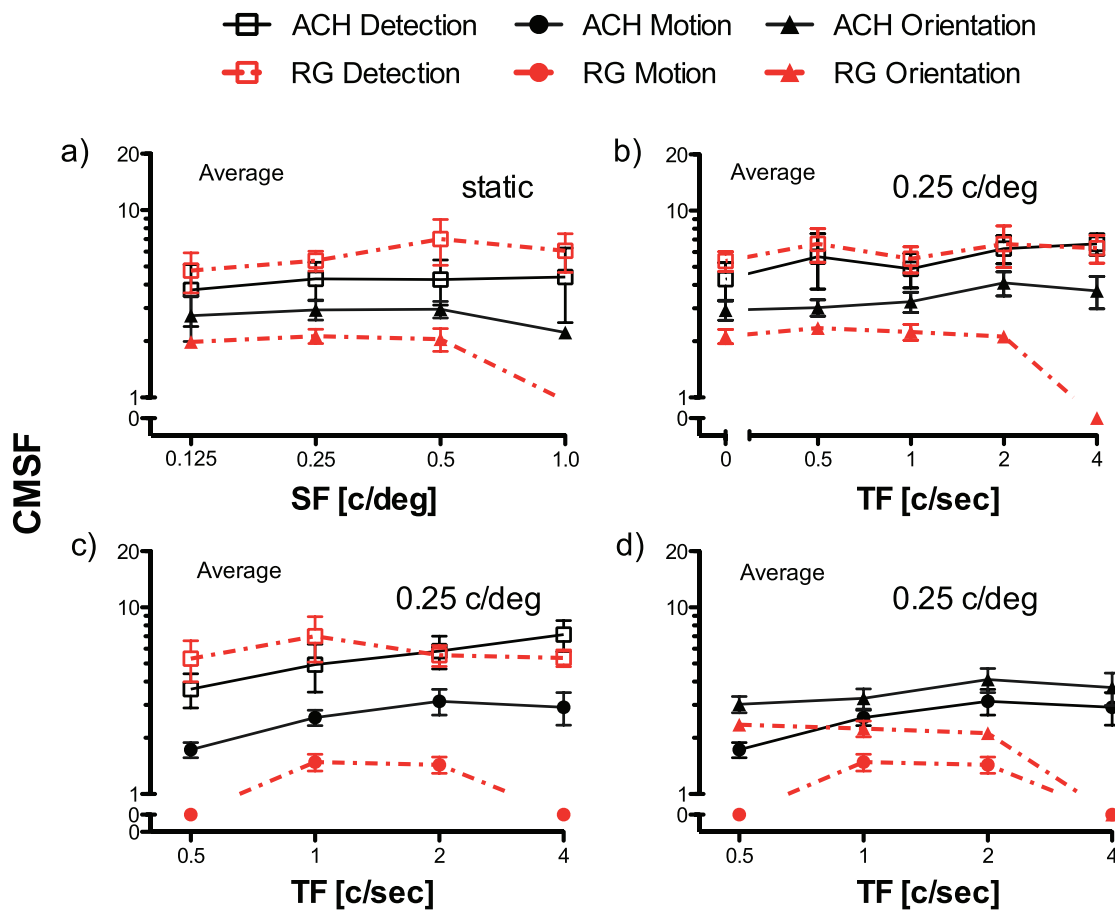 ACH Detection ACH Motion ACH Orientation
RG Detection RG Motion RG Orientation
a)
Average
static
20
10
1
0
0.125 0.25 0.5 1.0
SF [c/deg]
b)
Average
0.25 c/deg
20
10
1
0
0 0.5 1 2 4
TF [c/sec]
CMSF
c)
Average
0.25 c/deg
20
10
1
0
0
0.5 1 2 4
TF [c/sec]
d)
Average
0.25 c/deg
20
10
1
0
0
0.5 1 2 4
TF [c/sec]